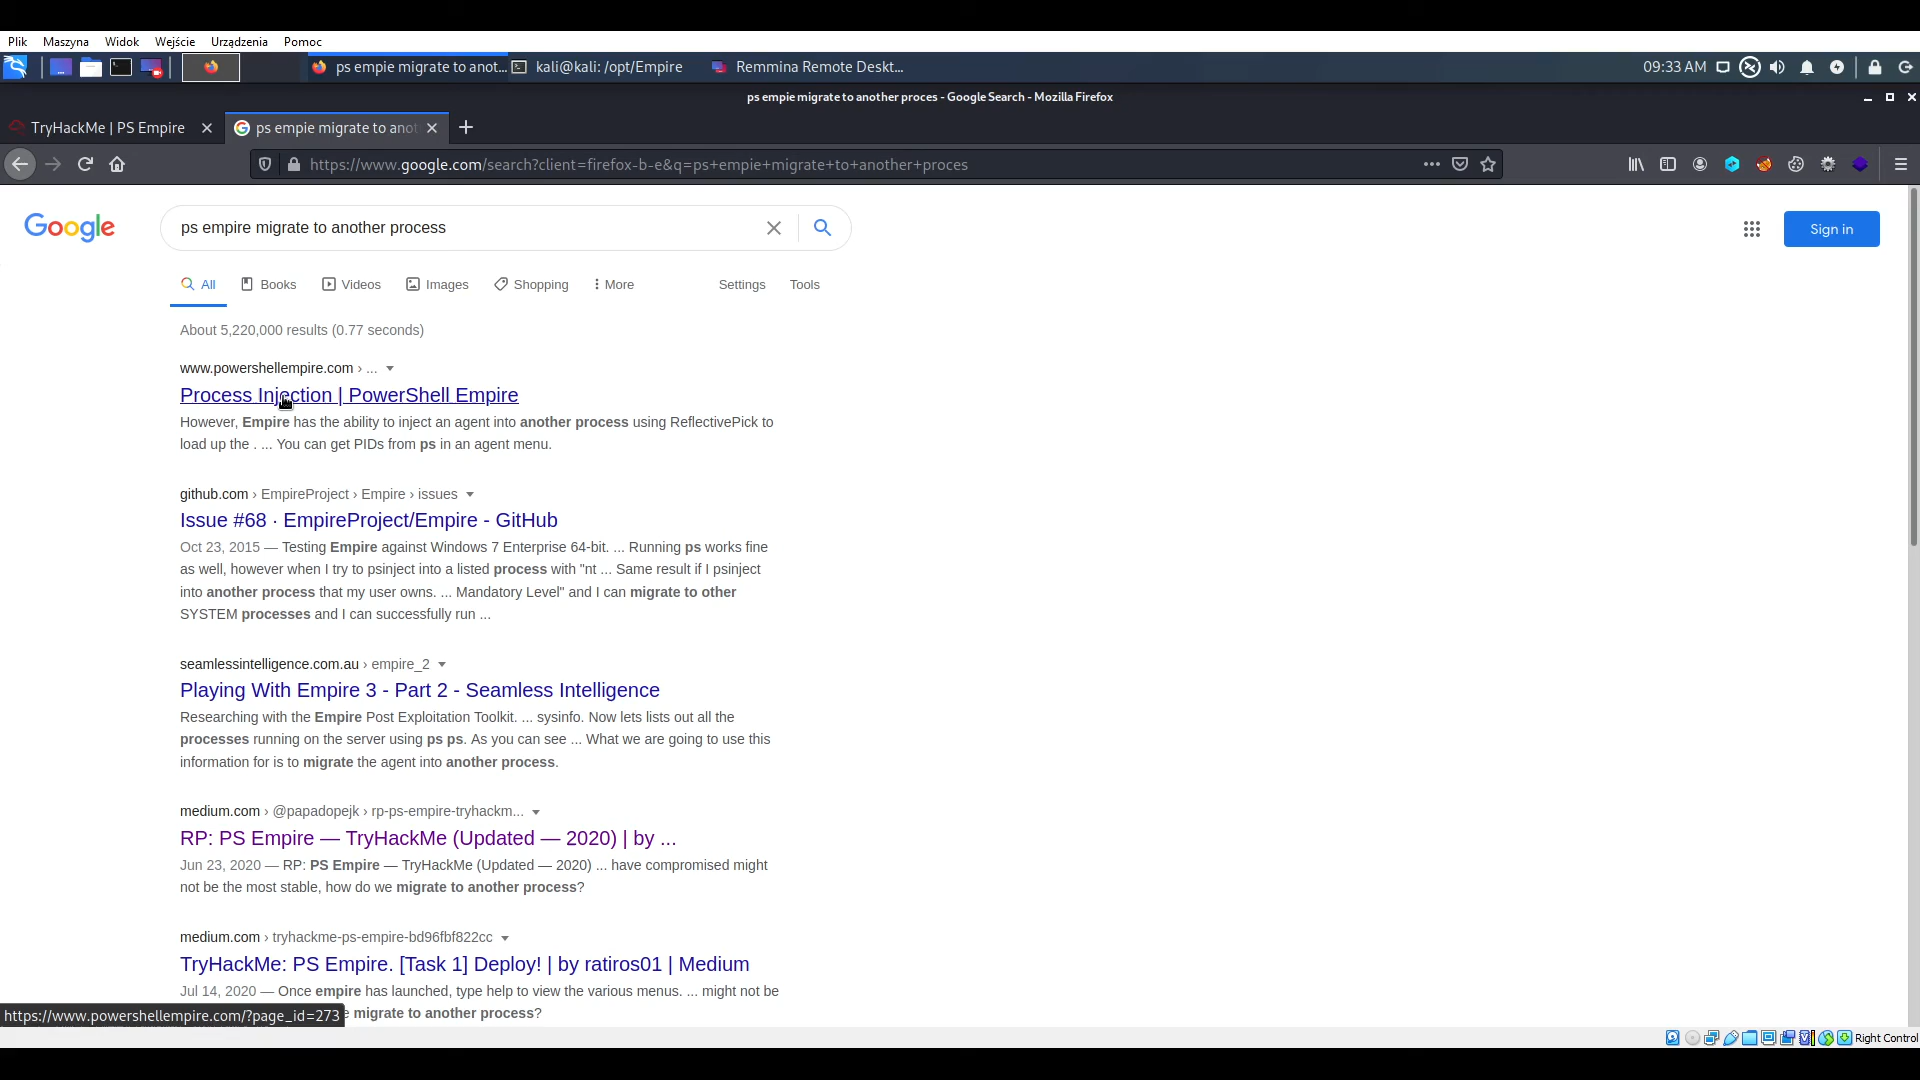 Plik Maszyna Widok Wejście Urządzenia Pomoc
ps empie migrate to anot... kali@kali: /opt/Empire Remmina Remote Deskt... 09:33 AM
ps empie migrate to another proces - Google Search - Mozilla Firefox
TryHackMe | PS Empire ps empie migrate to anot
https://www.google.com/search?client=firefox-b-e&q=ps+empie+migrate+to+another+proces
Google ps empire migrate to another process Sign in
All Books Videos Images Shopping More Settings Tools
About 5,220,000 results (0.77 seconds)
www.powershellempire.com › ...
Process Injection | PowerShell Empire
However, Empire has the ability to inject an agent into another process using ReflectivePick to
load up the . ... You can get PIDs from ps in an agent menu.
github.com › EmpireProject › Empire › issues
Issue #68 · EmpireProject/Empire - GitHub
Oct 23, 2015 — Testing Empire against Windows 7 Enterprise 64-bit. ... Running ps works fine
as well, however when I try to psinject into a listed process with "nt ... Same result if I psinject
into another process that my user owns. ... Mandatory Level" and I can migrate to other
SYSTEM processes and I can successfully run ...
seamlessintelligence.com.au › empire_2
Playing With Empire 3 - Part 2 - Seamless Intelligence
Researching with the Empire Post Exploitation Toolkit. ... sysinfo. Now lets lists out all the
processes running on the server using ps ps. As you can see ... What we are going to use this
information for is to migrate the agent into another process.
medium.com › @papadopejk › rp-ps-empire-tryhackm...
RP: PS Empire — TryHackMe (Updated — 2020) | by ...
Jun 23, 2020 — RP: PS Empire — TryHackMe (Updated — 2020) ... have compromised might
not be the most stable, how do we migrate to another process?
medium.com › tryhackme-ps-empire-bd96fbf822cc
TryHackMe: PS Empire. [Task 1] Deploy! | by ratiros01 | Medium
Jul 14, 2020 — Once empire has launched, type help to view the various menus. ... might not be
e migrate to another process?
https://www.powershellempire.com/?page_id=273
Right Control